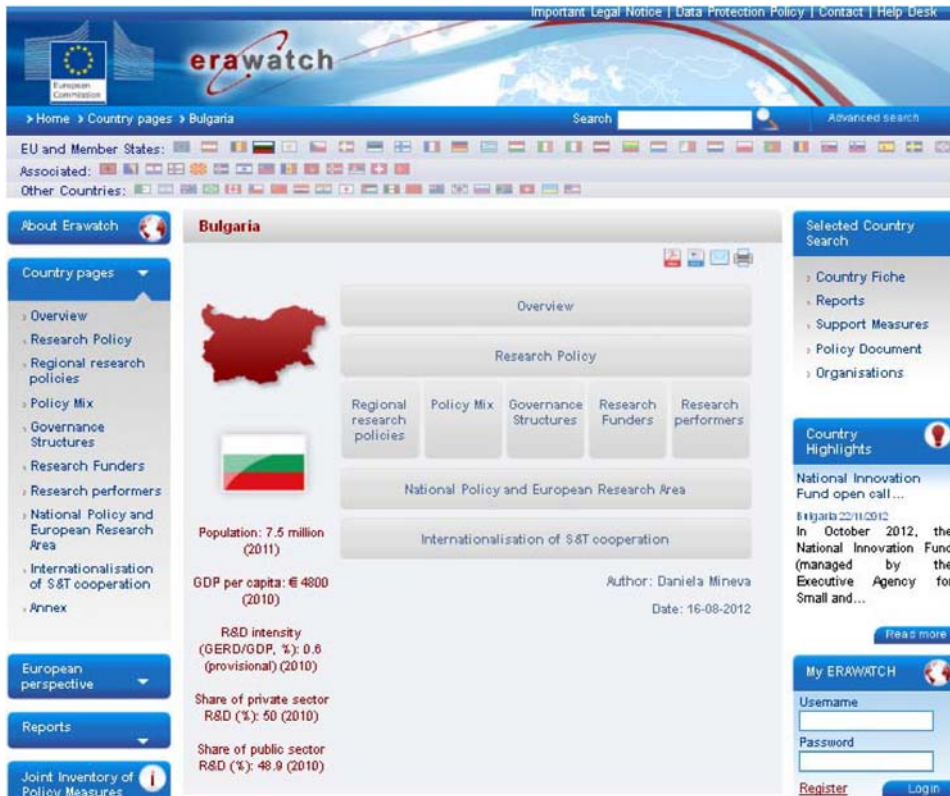 Important Legal Notice | Data Protection Policy | Contact | Help Desk
European
Commission
erawatch
> Home > Country pages > Bulgaria
Search
Advanced search
EU and Member States:
Associated:
Other Countries:
About Erawatch
Country pages
Overview
Research Policy
Regional research
policies
Policy Mix
Governance
Structures
Research Funders
Research performers
National Policy and
European Research
Area
Internationalisation
of S&T cooperation
Annex
European
perspective
Reports
Joint Inventory of
Policy Measures
Bulgaria
Population: 7.5 million
(2011)
GDP per capita: € 4800
(2010)
R&D intensity
(GERD/GDP, %): 0.6
(provisional) (2010)
Share of private sector
R&D (%): 50 (2010)
Share of public sector
R&D (%): 48.9 (2010)
Overview
Research Policy
Regional
research
policies
Policy Mix
Governance
Structures
Research
Funders
Research
performers
National Policy and European Research Area
Internationalisation of S&T cooperation
Author: Daniela Mineva
Date: 16-08-2012
Selected Country
Search
Country Fiche
Reports
Support Measures
Policy Document
Organisations
Country
Highlights
National Innovation
Fund open call...
Bulgaria 22/11/2012
In October 2012, the
National Innovation Fund
(managed by the
Executive Agency for
Small and...
Read more
My ERAWATCH
Username
Password
Register
Login